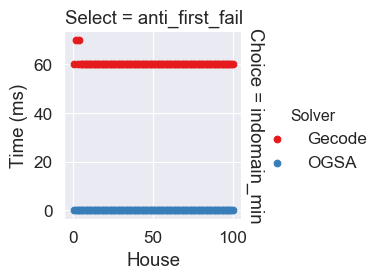 Select = anti_first_fail
Choice = indomain_min
Time (ms)
60
40
20
0
0
50
100
House
Solver
Gecode
OGSA